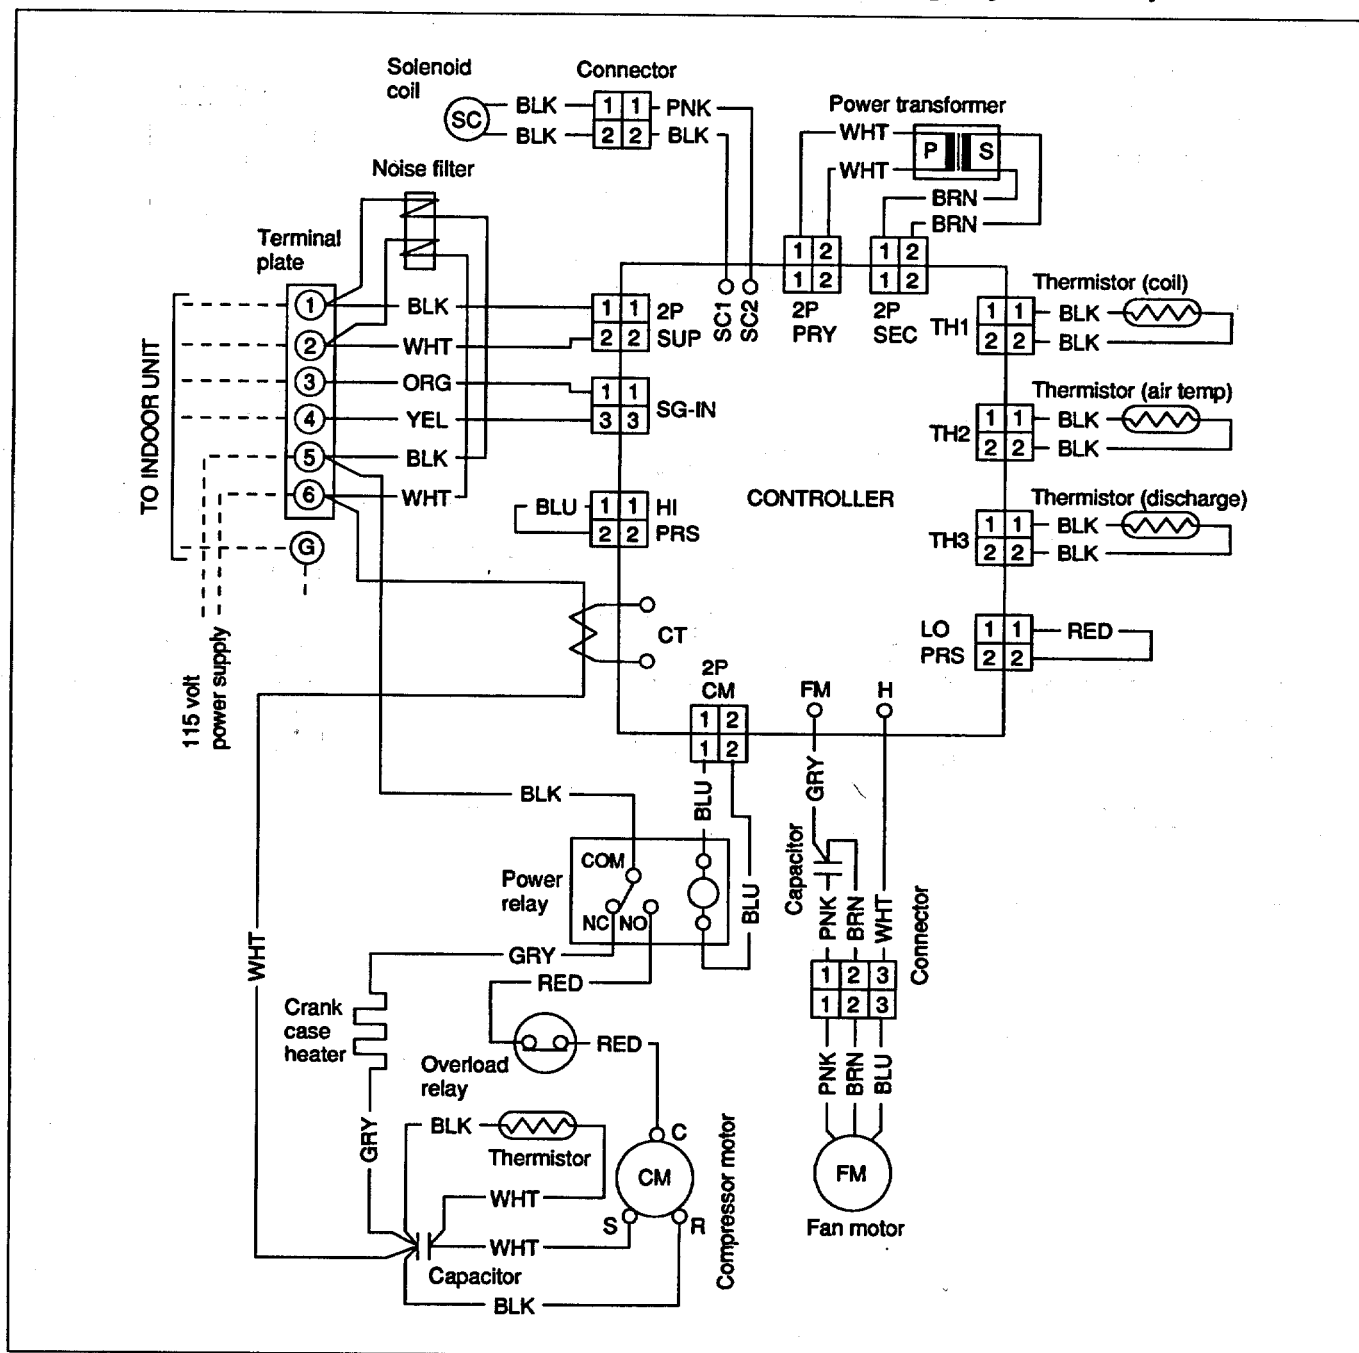 Solenoid
coil
SC
BLK
BLK
Connector
1 1
2 2
PNK
BLK
Power transformer
WHT
WHT
P S
BRN
BRN
Noise filter
Terminal
plate
TO INDOOR UNIT
1
2
3
4
5
6
G
BLK
WHT
ORG
YEL
BLK
WHT
115 volt
power supply
1 1
2 2
2P
SUP
1 1
3 3
SG-IN
BLU
1 1
2 2
HI
PRS
SC1
SC2
1 2
1 2
2P
PRY
1 2
1 2
2P
SEC
CONTROLLER
TH1
1 1
2 2
Thermistor (coil)
BLK
BLK
TH2
1 1
2 2
Thermistor (air temp)
BLK
BLK
TH3
1 1
2 2
Thermistor (discharge)
BLK
BLK
LO
PRS
1 1
2 2
RED
CT
2P
CM
1 2
1 2
FM
H
BLK
BLU
BLU
GRY
Capacitor
PNK
BRN
WHT
Connector
1 2 3
1 2 3
PNK
BRN
BLU
FM
Fan motor
Power
relay
COM
NC
NO
GRY
RED
WHT
Crank
case
heater
GRY
Overload
relay
RED
BLK
Thermistor
WHT
C
CM
S
R
Compressor motor
WHT
Capacitor
BLK